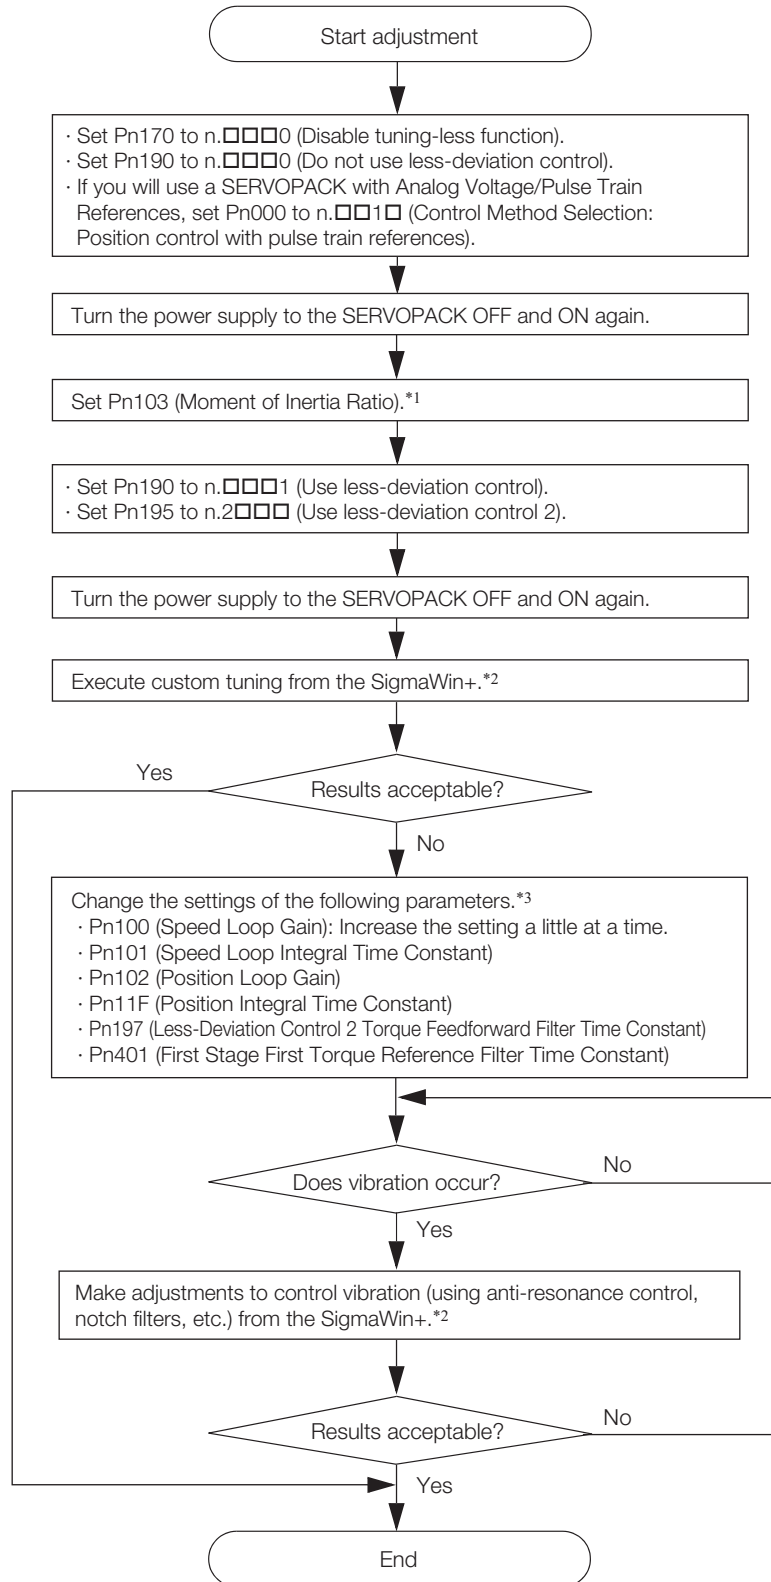 Start adjustment
· Set Pn170 to n.□□□0 (Disable tuning-less function).
· Set Pn190 to n.□□□0 (Do not use less-deviation control).
· If you will use a SERVOPACK with Analog Voltage/Pulse Train
References, set Pn000 to n.□□1□ (Control Method Selection:
Position control with pulse train references).
Turn the power supply to the SERVOPACK OFF and ON again.
Set Pn103 (Moment of Inertia Ratio).*1
· Set Pn190 to n.□□□1 (Use less-deviation control).
· Set Pn195 to n.2□□□ (Use less-deviation control 2).
Turn the power supply to the SERVOPACK OFF and ON again.
Execute custom tuning from the SigmaWin+.*2
Yes
Results acceptable?
No
Change the settings of the following parameters.*3
· Pn100 (Speed Loop Gain): Increase the setting a little at a time.
· Pn101 (Speed Loop Integral Time Constant)
· Pn102 (Position Loop Gain)
· Pn11F (Position Integral Time Constant)
· Pn197 (Less-Deviation Control 2 Torque Feedforward Filter Time Constant)
· Pn401 (First Stage First Torque Reference Filter Time Constant)
Does vibration occur?
No
Yes
Make adjustments to control vibration (using anti-resonance control,
notch filters, etc.) from the SigmaWin+.*2
Results acceptable?
No
Yes
End